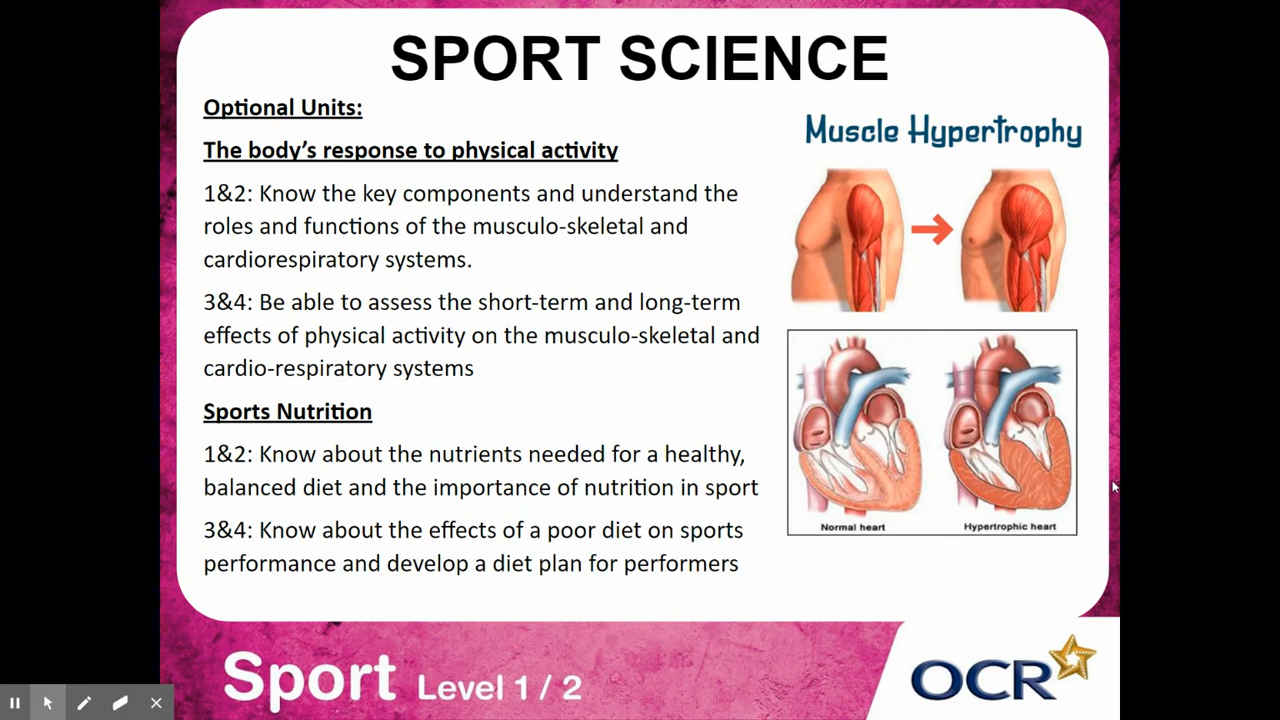 SPORT SCIENCE
Optional Units:
The body’s response to physical activity
1&2: Know the key components and understand the
roles and functions of the musculo-skeletal and
cardiorespiratory systems.
3&4: Be able to assess the short-term and long-term
effects of physical activity on the musculo-skeletal and
cardio-respiratory systems
Sports Nutrition
1&2: Know about the nutrients needed for a healthy,
balanced diet and the importance of nutrition in sport
3&4: Know about the effects of a poor diet on sports
performance and develop a diet plan for performers
Muscle Hypertrophy
Normal heart
Hypertrophic heart
Sport Level 1 / 2
OCR